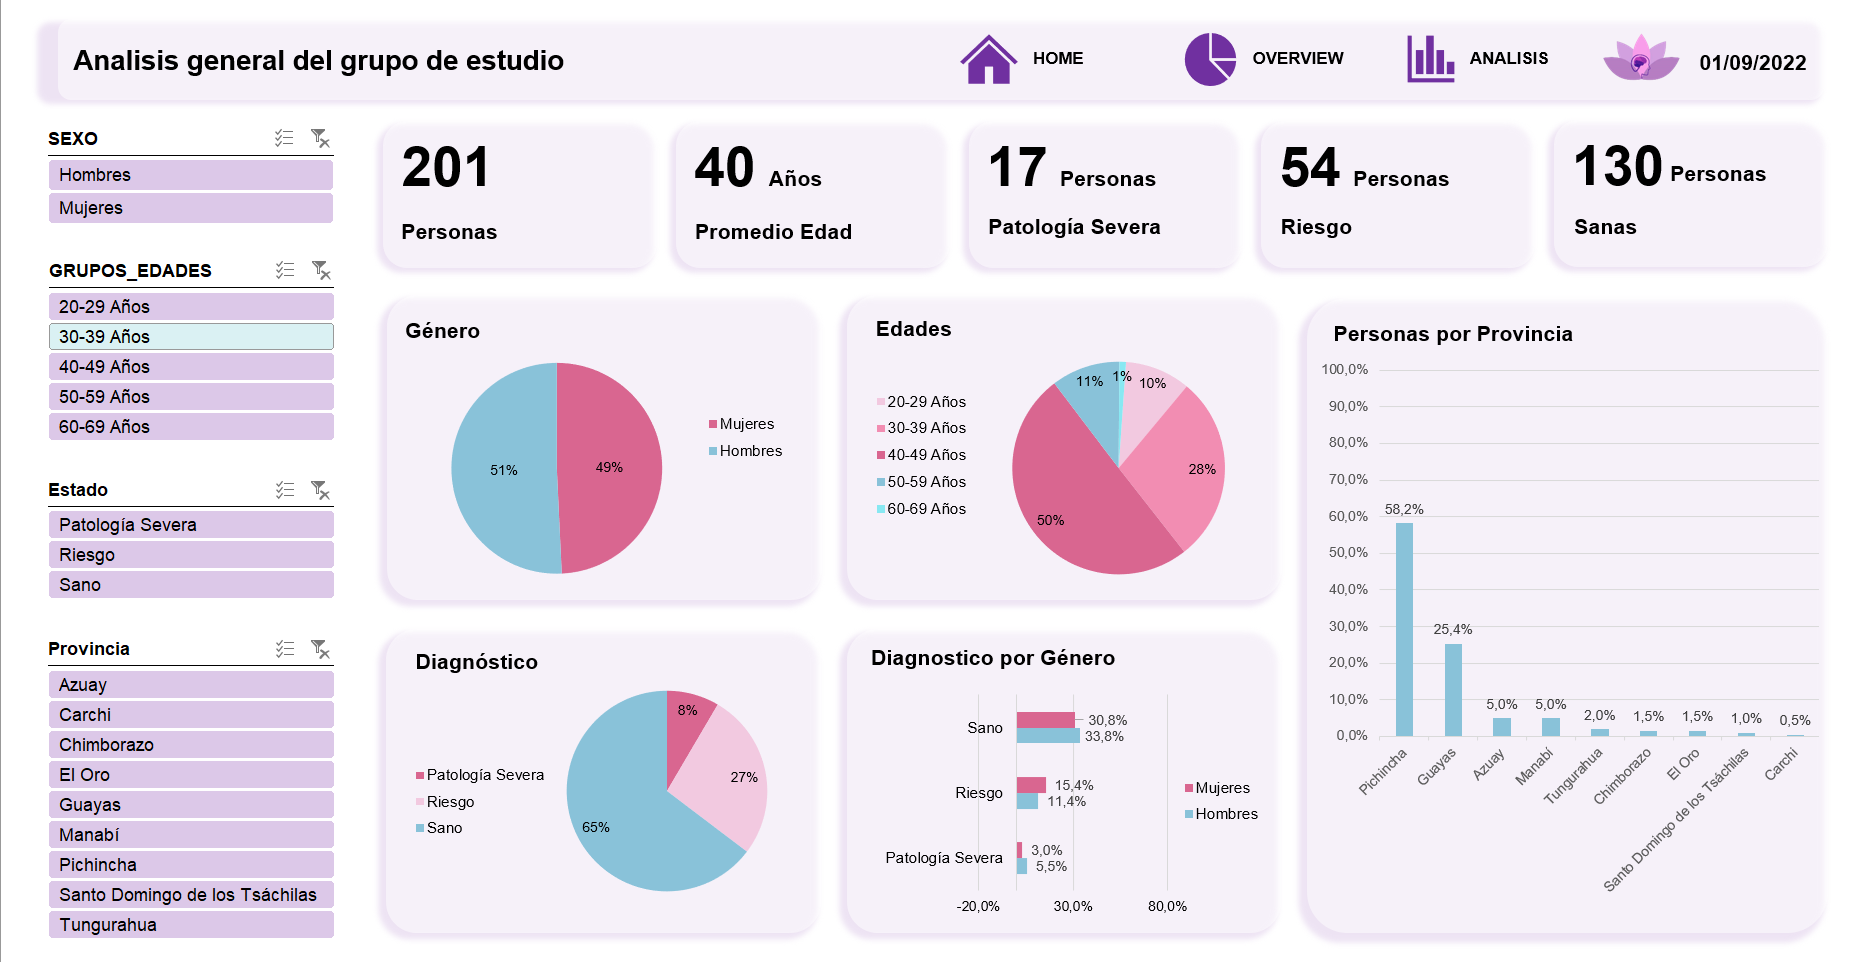 Analisis general del grupo de estudio
HOME
OVERVIEW
ANALISIS
01/09/2022
SEXO
Hombres
Mujeres
GRUPOS_EDADES
20-29 Años
30-39 Años
40-49 Años
50-59 Años
60-69 Años
Estado
Patología Severa
Riesgo
Sano
Provincia
Azuay
Carchi
Chimborazo
El Oro
Guayas
Manabí
Pichincha
Santo Domingo de los Tsáchilas
Tungurahua
201
Personas
40 Años
Promedio Edad
17 Personas
Patología Severa
54 Personas
Riesgo
130 Personas
Sanas
Género
51%
49%
Mujeres
Hombres
Edades
20-29 Años
30-39 Años
40-49 Años
50-59 Años
60-69 Años
11%
1%
10%
28%
50%
Diagnóstico
Patología Severa
Riesgo
Sano
8%
27%
65%
Diagnostico por Género
Sano
30,8%
33,8%
Riesgo
15,4%
11,4%
Patología Severa
3,0%
5,5%
-20,0%
30,0%
80,0%
Mujeres
Hombres
Personas por Provincia
100,0%
90,0%
80,0%
70,0%
60,0%
50,0%
40,0%
30,0%
20,0%
10,0%
0,0%
58,2%
25,4%
5,0%
5,0%
2,0%
1,5%
1,5%
1,0%
0,5%
Pichincha
Guayas
Azuay
Manabí
Tungurahua
Chimborazo
El Oro
Santo Domingo de los Tsáchilas
Carchi